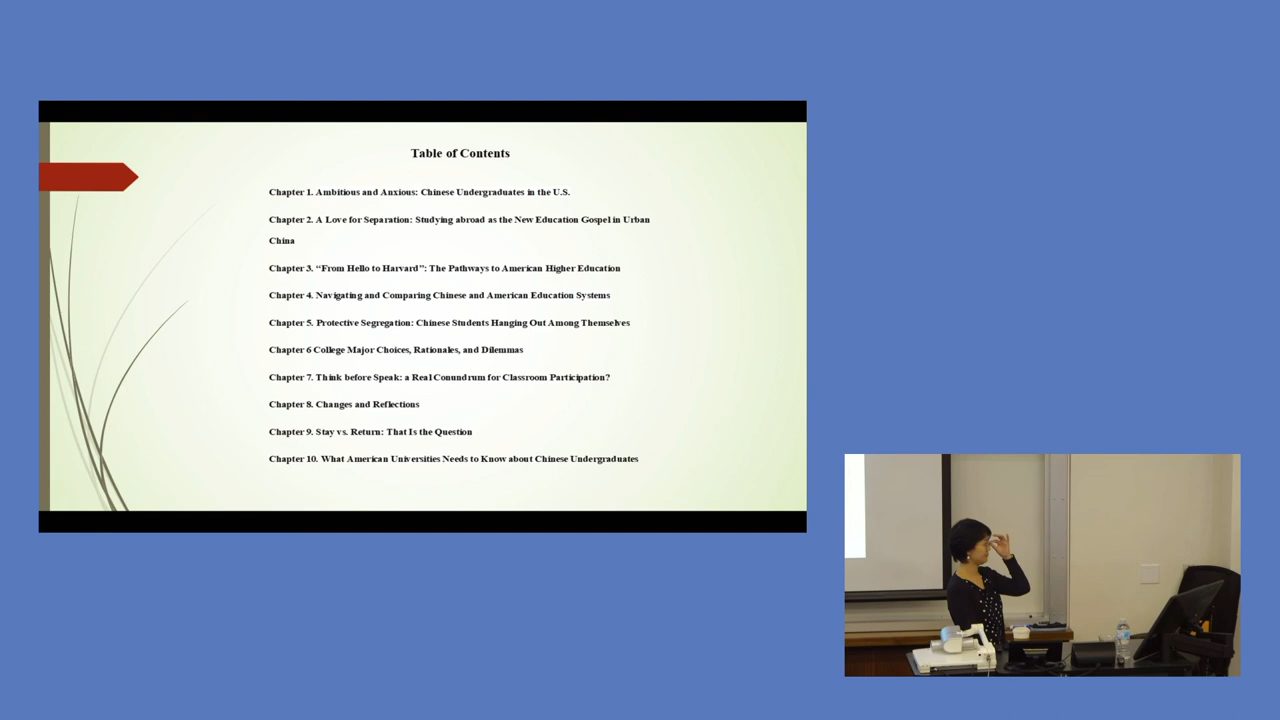 Table of Contents
Chapter 1. Ambitious and Anxious: Chinese Undergraduates in the U.S.
Chapter 2. A Love for Separation: Studying abroad as the New Education Gospel in Urban
China
Chapter 3. “From Hello to Harvard”: The Pathways to American Higher Education
Chapter 4. Navigating and Comparing Chinese and American Education Systems
Chapter 5. Protective Segregation: Chinese Students Hanging Out Among Themselves
Chapter 6 College Major Choices, Rationales, and Dilemmas
Chapter 7. Think before Speak: a Real Conundrum for Classroom Participation?
Chapter 8. Changes and Reflections
Chapter 9. Stay vs. Return: That Is the Question
Chapter 10. What American Universities Needs to Know about Chinese Undergraduates